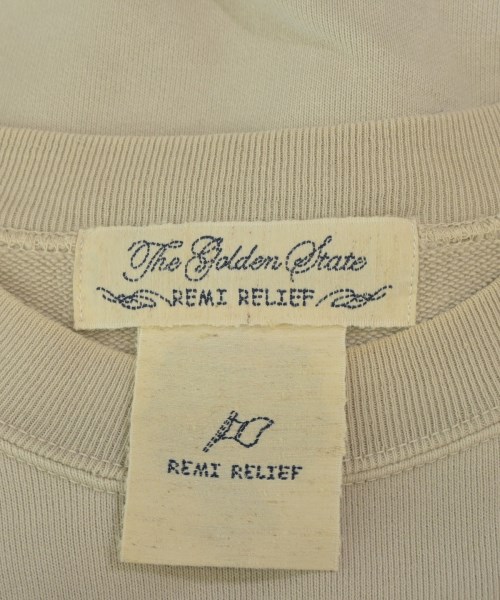 The Golden State
REMI RELIEF
REMI RELIEF